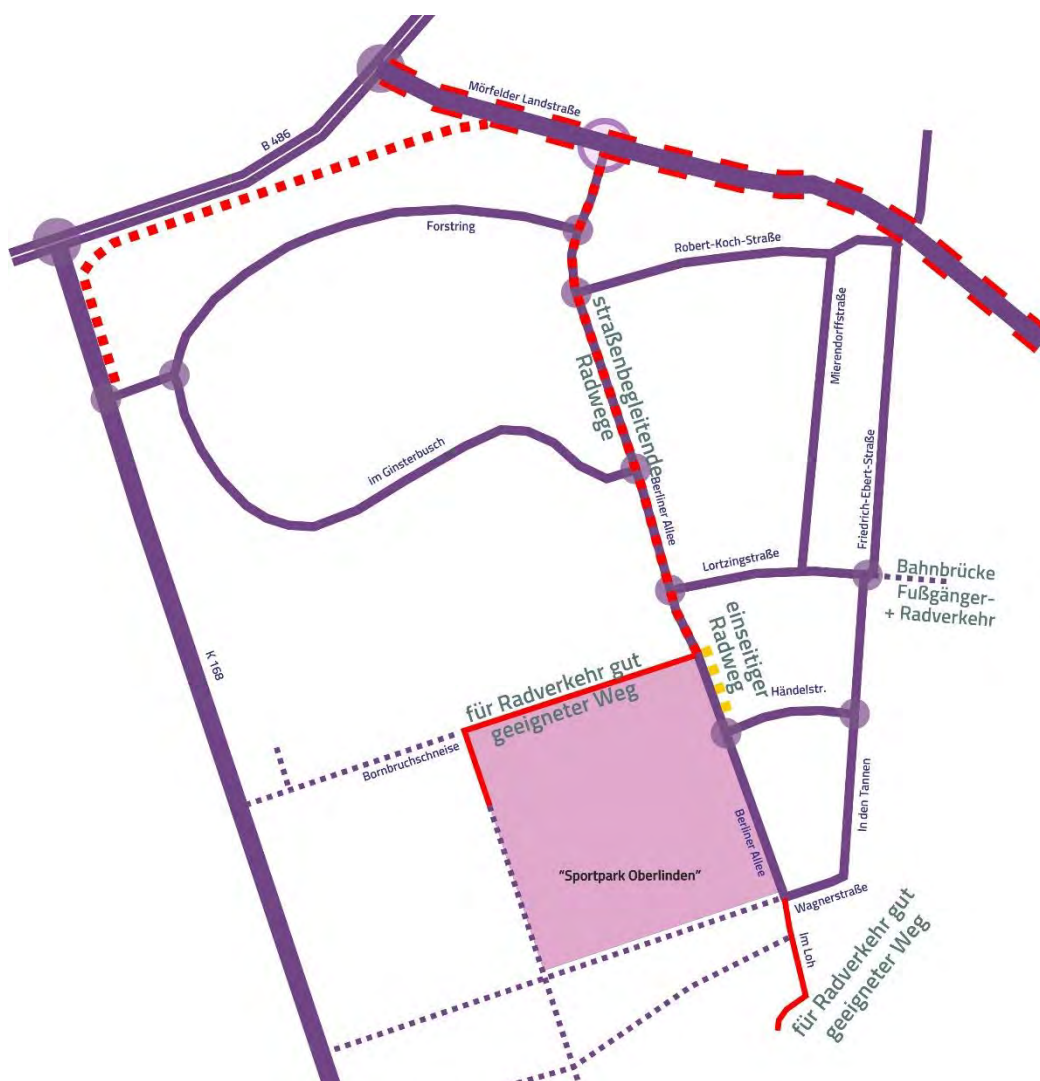 Mörfelder Landstraße
B 486
Forstring
Robert-Koch-Straße
straßenbegleitende
Radwege
Mierendorffstraße
Friedrich-Ebert-Straße
im Ginsterbusch
Berliner Allee
Lortzingstraße
Bahnbrücke
Fußgänger-
+ Radverkehr
einseitiger
Radweg
K 168
für Radverkehr gut
geeigneter Weg
Händelstr.
Bornbruchschneise
In den Tannen
Berliner Allee
"Sportpark Oberlinden"
Wagnerstraße
Im Loh
für Radverkehr gut
geeigneter Weg